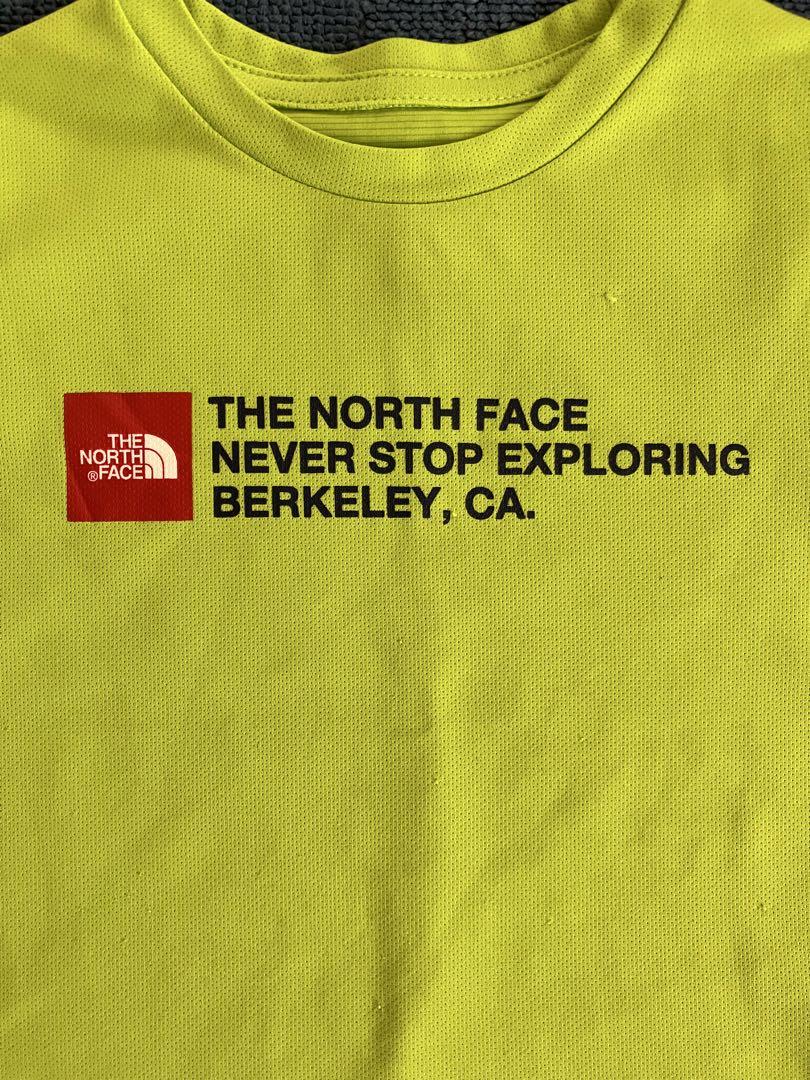 THE
NORTH
®FACE
THE NORTH FACE
NEVER STOP EXPLORING
BERKELEY, CA.